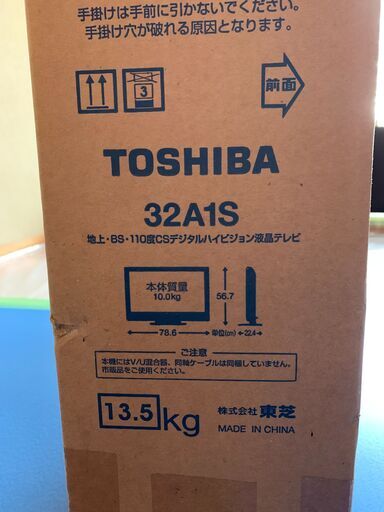 手掛けは手前に引かないでください。
手掛け穴が破れる原因となります。
3
前面
TOSHIBA
32A1S
地上・BS・110度CSデジタルハイビジョン液晶テレビ
本体質量
10.0kg
56.7
78.6
単位(cm)
22.4
ご注意
本機にはV/U混合器、同軸ケーブルは同梱していません。
市販品をご使用ください。
13.5kg
株式会社 東芝
MADE IN CHINA